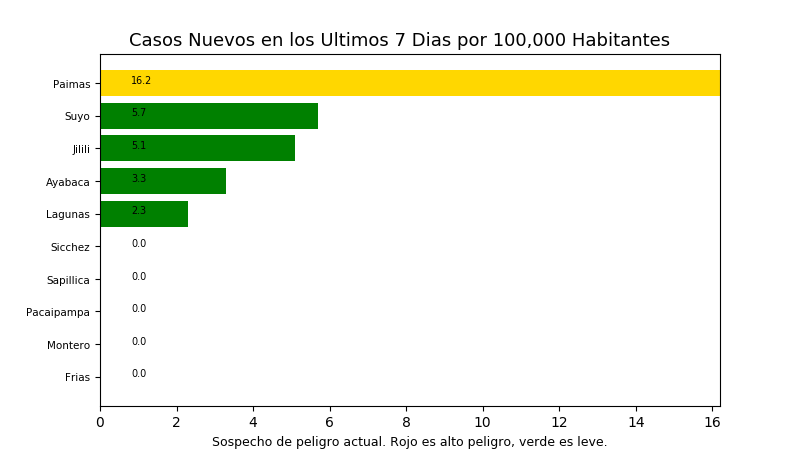 Casos Nuevos en los Ultimos 7 Dias por 100,000 Habitantes
Paimas 16.2
Suyo 5.7
Jilili 5.1
Ayabaca 3.3
Lagunas 2.3
Sicchez 0.0
Sapillica 0.0
Pacaipampa 0.0
Montero 0.0
Frias 0.0
0 2 4 6 8 10 12 14 16
Sospecho de peligro actual. Rojo es alto peligro, verde es leve.